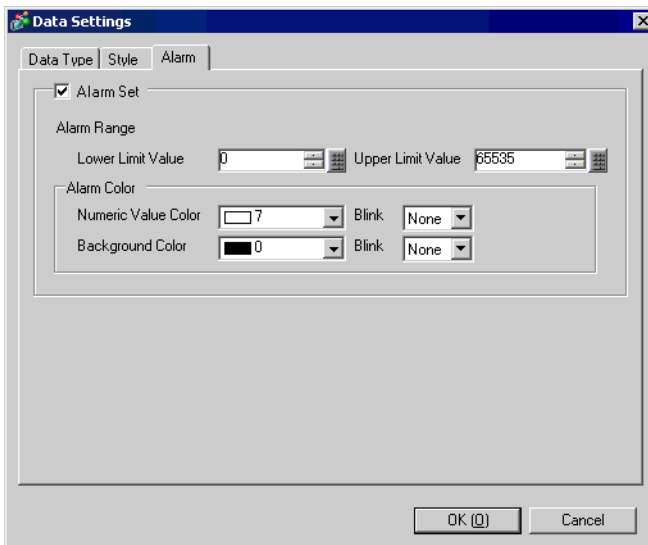 Data Settings
Data Type Style Alarm
Alarm Set
Alarm Range
Lower Limit Value 0 Upper Limit Value 65535
Alarm Color
Numeric Value Color 7 Blink None
Background Color 0 Blink None
OK (O) Cancel